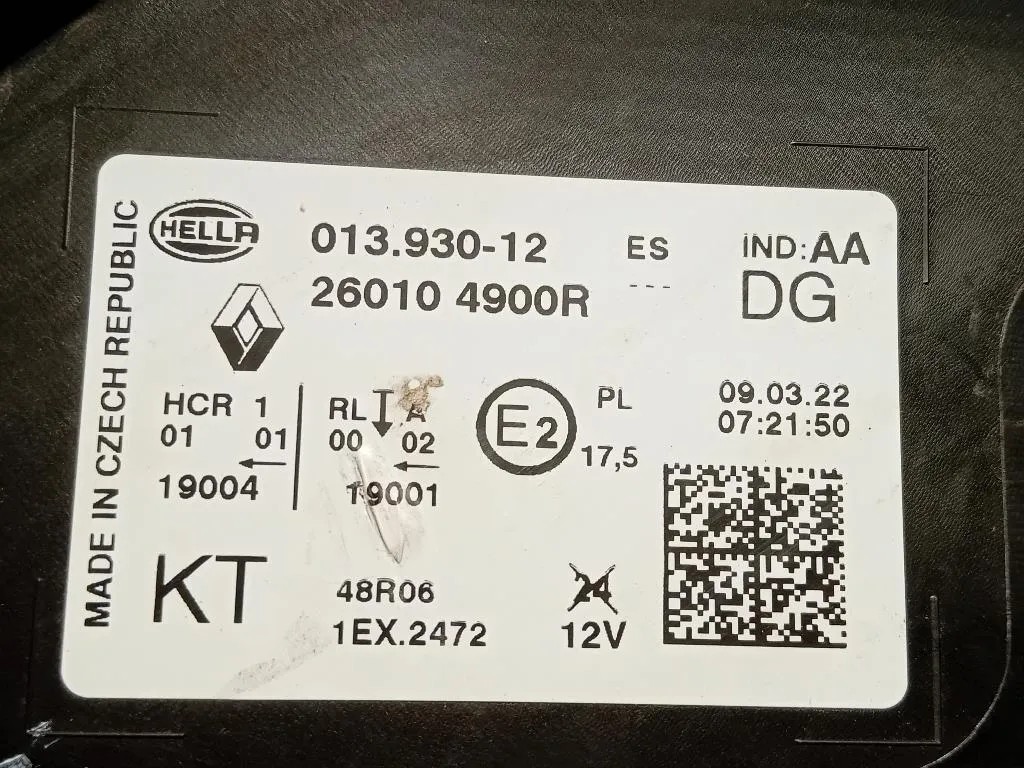 MADE IN CZECH REPUBLIC
HELLA 013.930-12 ES IND: AA
26010 4900R --- DG
HCR 1 RL A PL 09.03.22
01 01 00 02 E2 07:21:50
17,5
19004 19001
KT 48R06 24
1EX.2472 12V